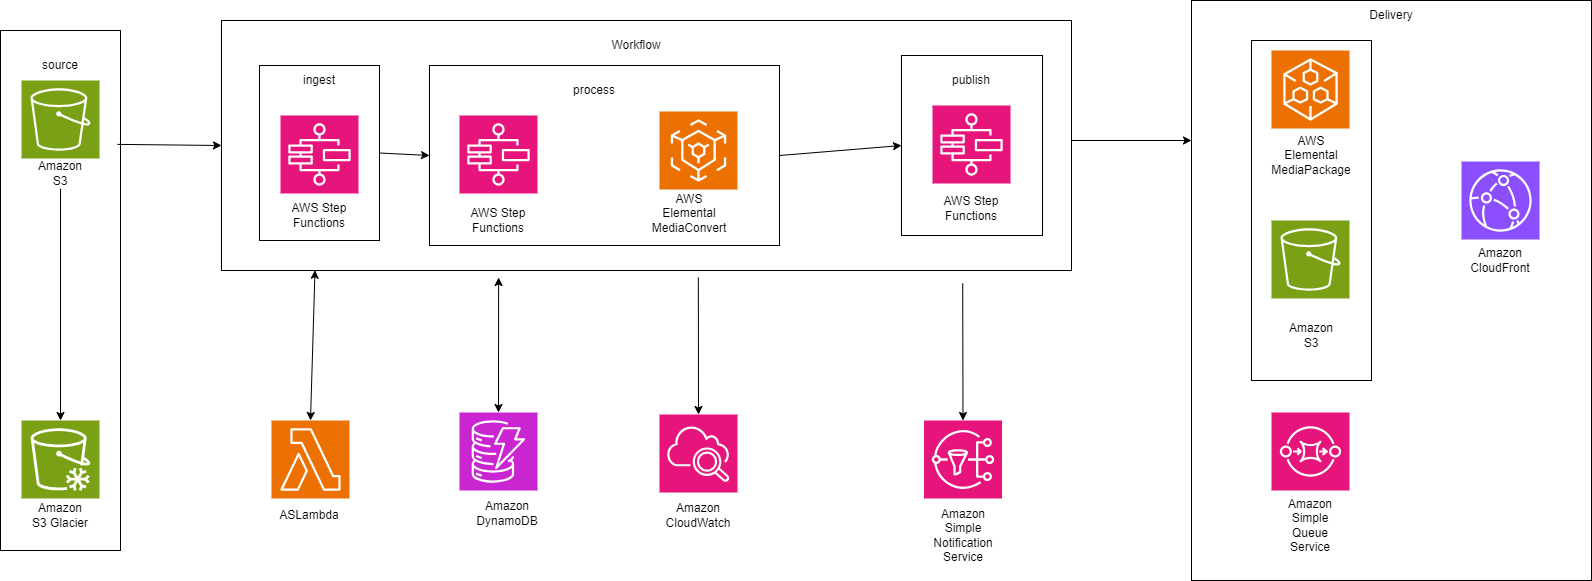 source
Amazon
S3
Amazon
S3 Glacier
Workflow
ingest
AWS Step
Functions
process
AWS Step
Functions
AWS
Elemental
MediaConvert
publish
AWS Step
Functions
ASLambda
Amazon
DynamoDB
Amazon
CloudWatch
Amazon
Simple
Notification
Service
Delivery
AWS
Elemental
MediaPackage
Amazon
S3
Amazon
CloudFront
Amazon
Simple
Queue
Service